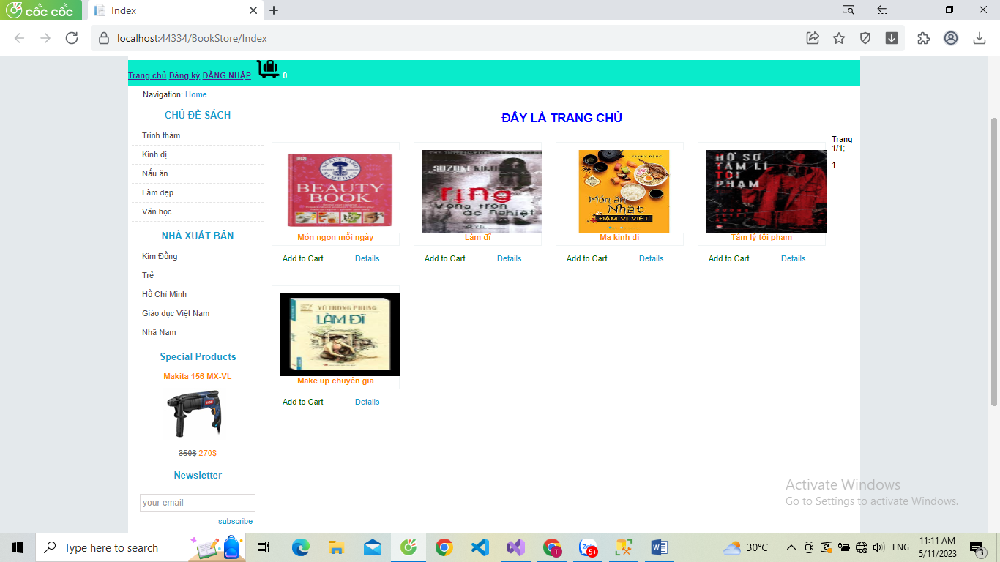 cốc cốc
Index
localhost:44334/BookStore/Index
Trang chủ Đăng ký ĐĂNG NHẬP 0
Navigation: Home
CHỦ ĐỀ SÁCH
Trinh thám
Kinh dị
Nấu ăn
Làm đẹp
Văn học
NHÀ XUẤT BẢN
Kim Đồng
Trẻ
Hồ Chí Minh
Giáo dục Việt Nam
Nhã Nam
Special Products
Makita 156 MX-VL
350$ 270$
Newsletter
your email
subscribe
ĐÂY LÀ TRANG CHỦ
NEAL'S YARD
REMEDIES
BEAUTY
BOOK
Món ngon mỗi ngày
Add to Cart Details
SUZUKI KOJI
ring
vòng tròn
ác nghiệt
Làm đĩ
Add to Cart Details
Món ăn
Nhật
ĐẬM VỊ VIỆT
Ma kinh dị
Add to Cart Details
HỒ SƠ
TÂM LÍ
TỘI
PHẠM
Tâm lý tội phạm
Add to Cart Details
Trang
1/1;
1
VŨ TRỌNG PHỤNG
LÀM ĐĨ
Make up chuyên gia
Add to Cart Details
Activate Windows
Go to Settings to activate Windows.
Type here to search
T
5+
30°C
ENG
11:11 AM
5/11/2023
3